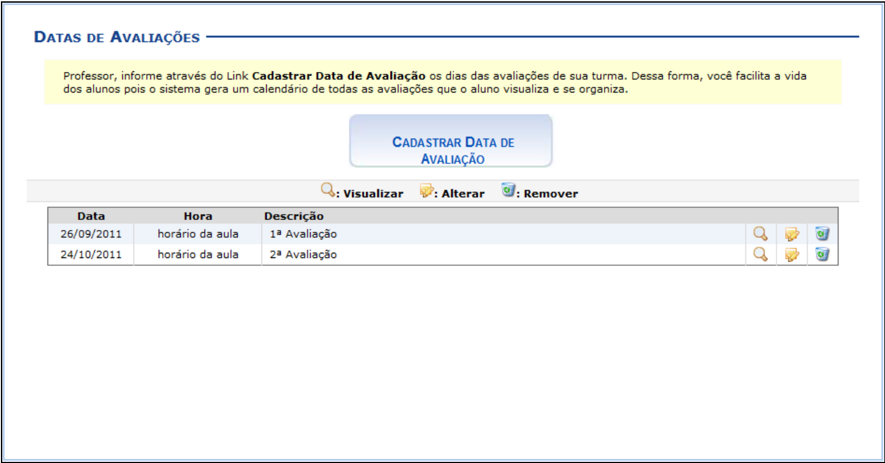 DATAS DE AVALIAÇÕES
Professor, informe através do Link Cadastrar Data de Avaliação os dias das avaliações de sua turma. Dessa forma, você facilita a vida
dos alunos pois o sistema gera um calendário de todas as avaliações que o aluno visualiza e se organiza.
CADASTRAR DATA DE
AVALIAÇÃO
: Visualizar : Alterar : Remover
Data Hora Descrição
26/09/2011 horário da aula 1ª Avaliação
24/10/2011 horário da aula 2ª Avaliação